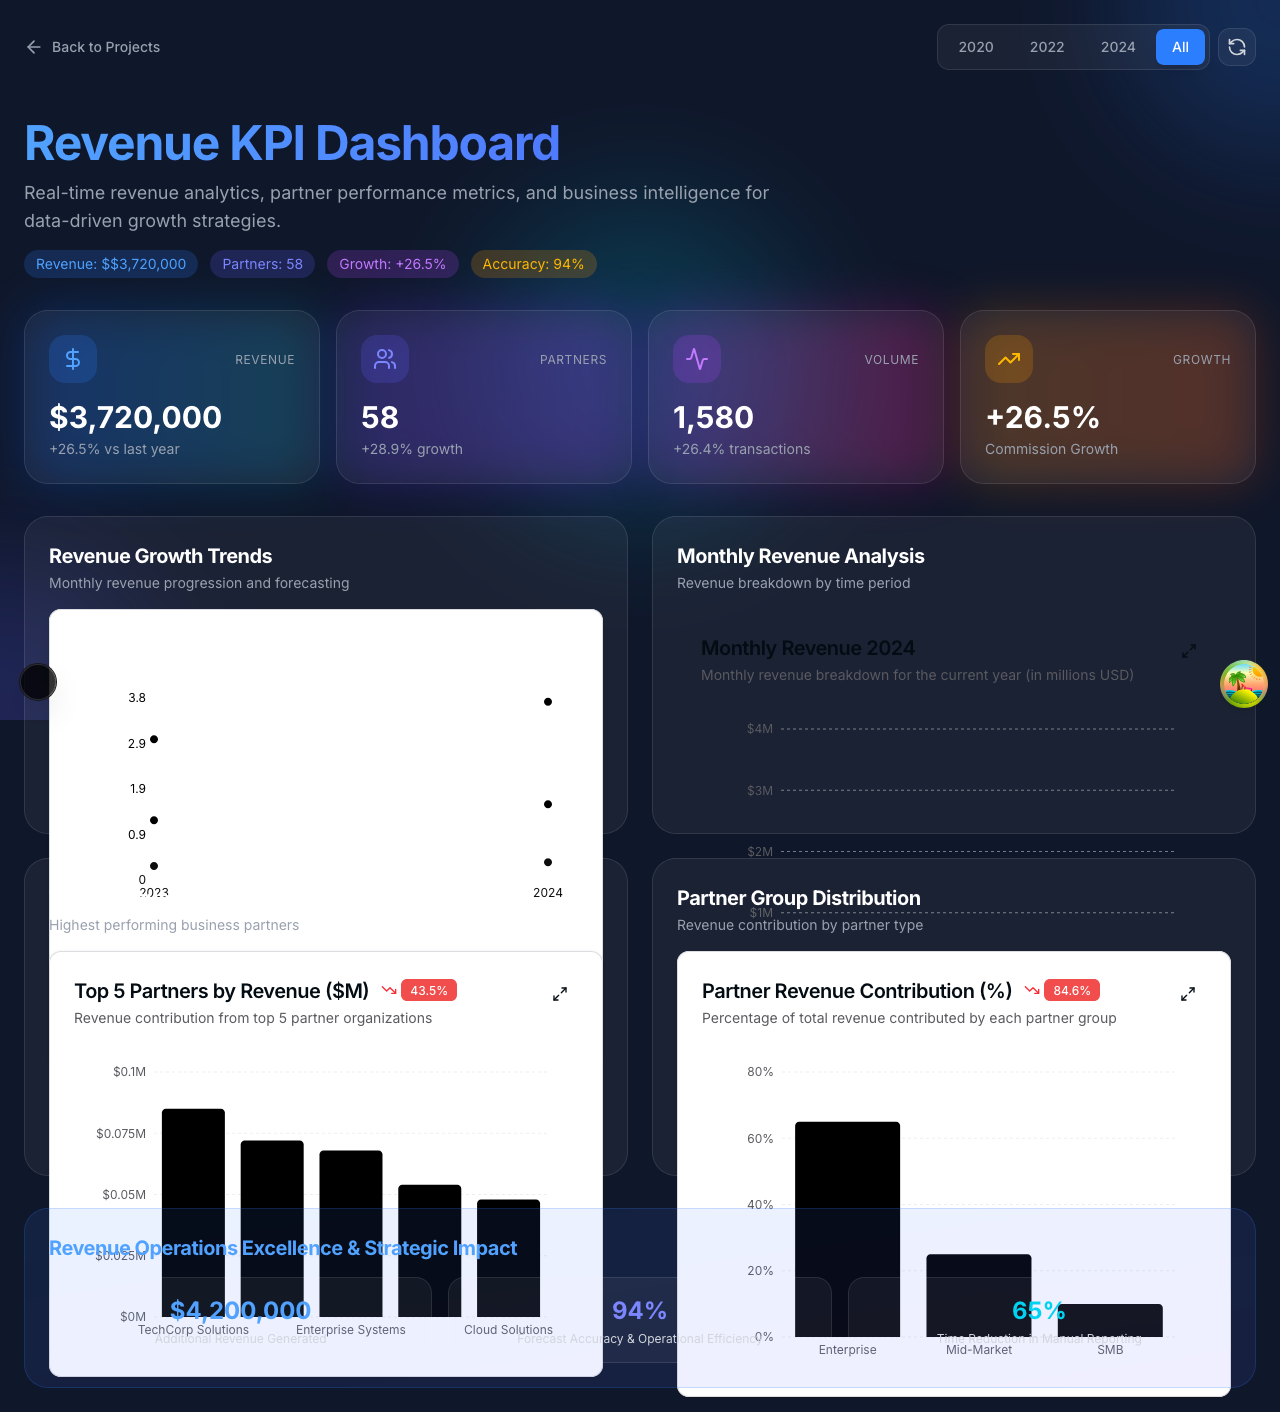 Back to Projects
2020 2022 2024 All
Revenue KPI Dashboard
Real-time revenue analytics, partner performance metrics, and business intelligence for
data-driven growth strategies.
Revenue: $$3,720,000 Partners: 58 Growth: +26.5% Accuracy: 94%
REVENUE
$3,720,000
+26.5% vs last year
PARTNERS
58
+28.9% growth
VOLUME
1,580
+26.4% transactions
GROWTH
+26.5%
Commission Growth
Revenue Growth Trends
Monthly revenue progression and forecasting
3.8
2.9
1.9
0.9
0
2023 2024
Monthly Revenue Analysis
Revenue breakdown by time period
Monthly Revenue 2024
Monthly revenue breakdown for the current year (in millions USD)
$4M
$3M
$2M
$1M
Highest performing business partners
Top 5 Partners by Revenue ($M) 43.5%
Revenue contribution from top 5 partner organizations
$0.1M
$0.075M
$0.05M
$0.025M
$0M
TechCorp Solutions Enterprise Systems Cloud Solutions
Partner Group Distribution
Revenue contribution by partner type
Partner Revenue Contribution (%) 84.6%
Percentage of total revenue contributed by each partner group
80%
60%
40%
20%
0%
Enterprise Mid-Market SMB
Revenue Operations Excellence & Strategic Impact
$4,200,000
Additional Revenue Generated
94%
Forecast Accuracy & Operational Efficiency
65%
Time Reduction in Manual Reporting